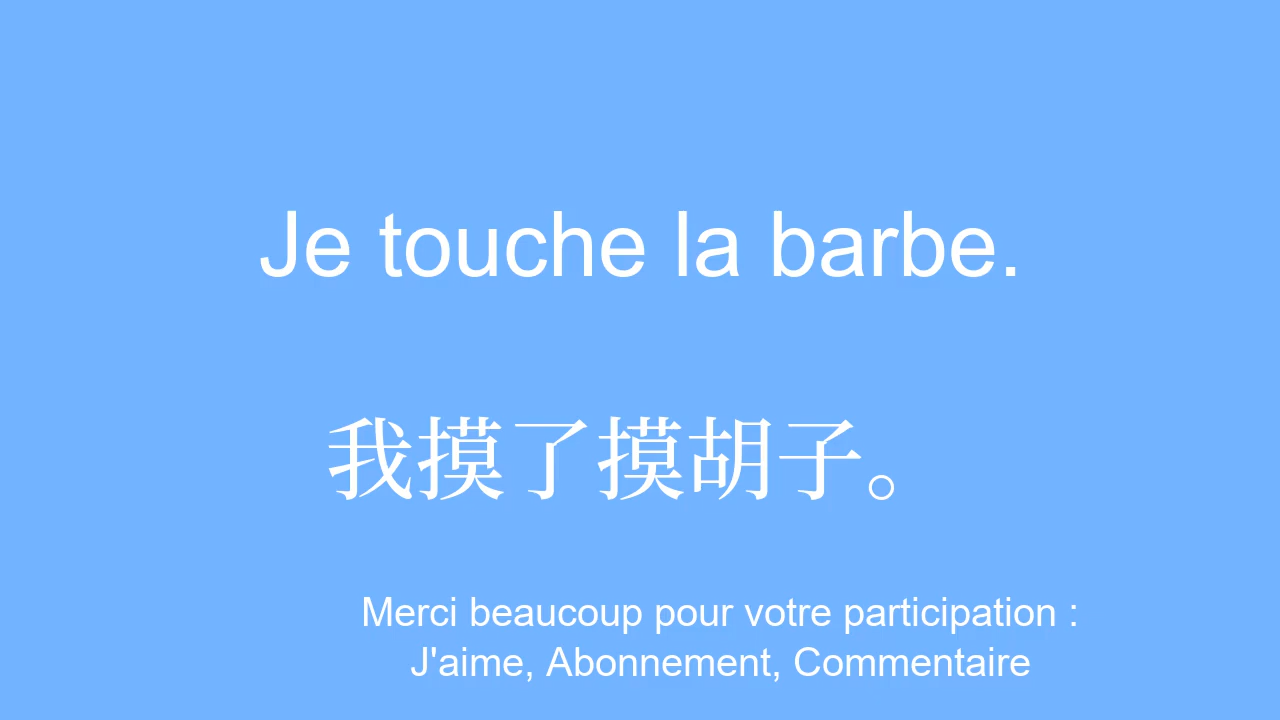 Je touche la barbe.
我摸了摸胡子。
Merci beaucoup pour votre participation :
J'aime, Abonnement, Commentaire